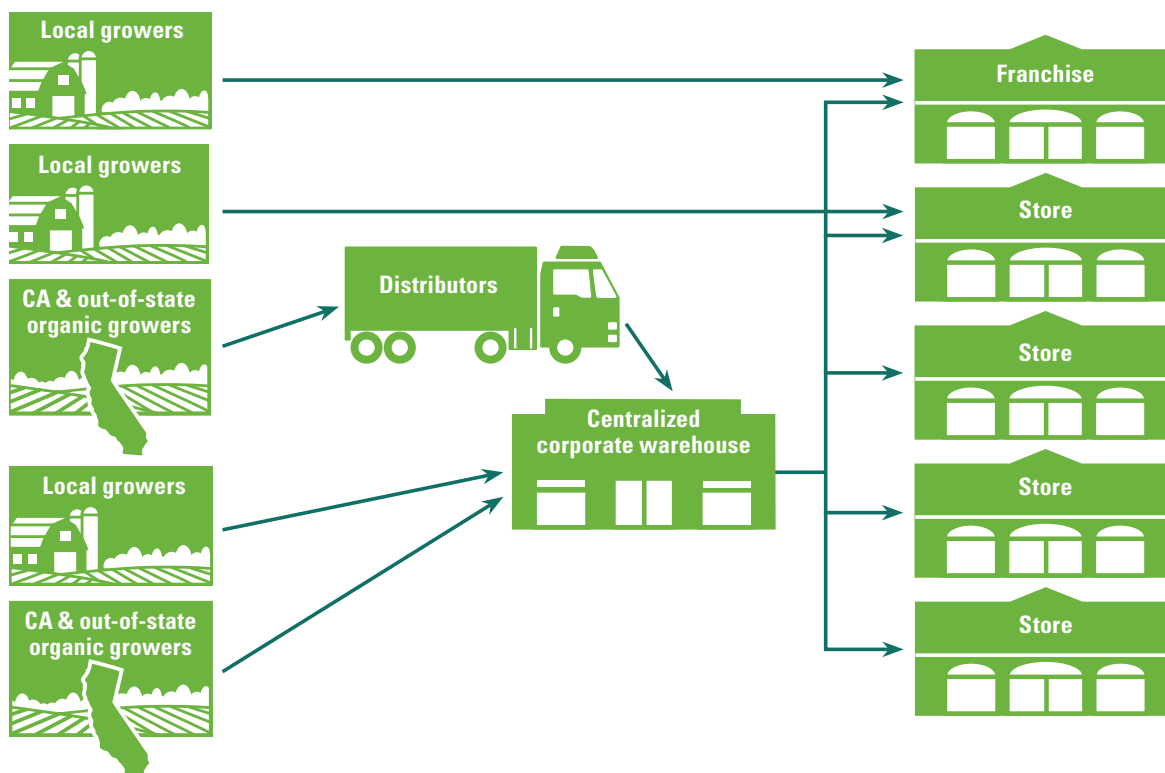 Local growers
Franchise
Local growers
Store
CA & out-of-state
organic growers
Distributors
Store
Centralized
corporate warehouse
Local growers
Store
CA & out-of-state
organic growers
Store